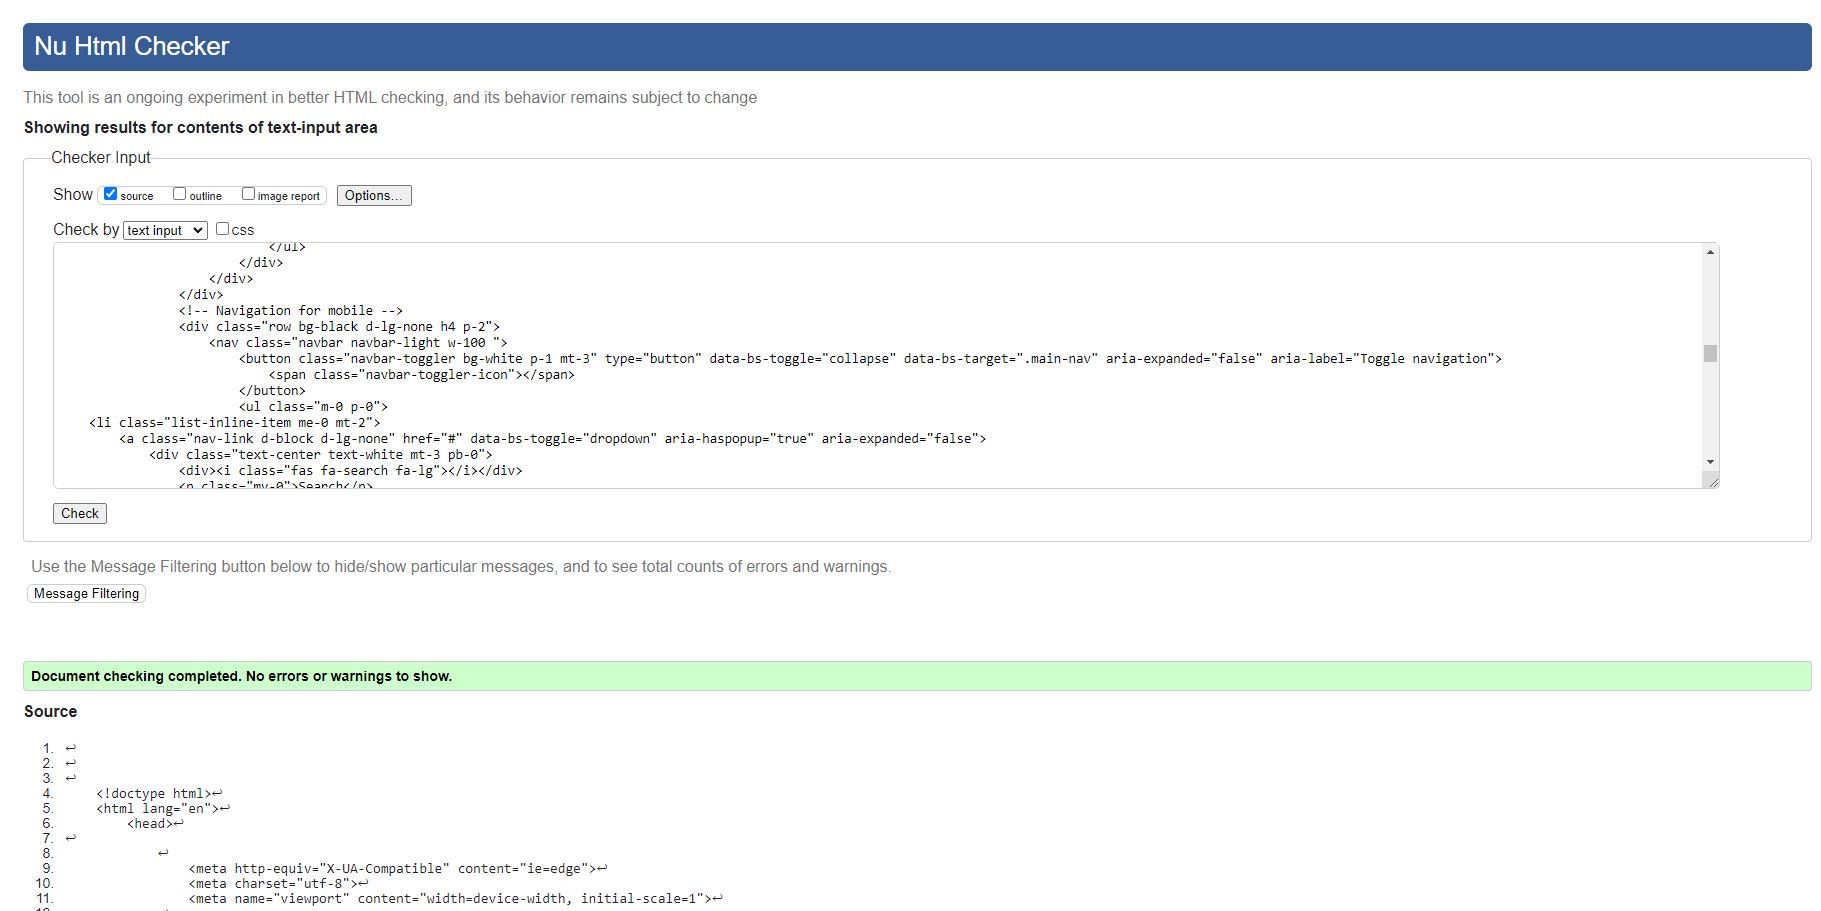 Nu Html Checker
This tool is an ongoing experiment in better HTML checking, and its behavior remains subject to change
Showing results for contents of text-input area
Checker Input
Show source outline image report Options...
Check by text input css
</ul>
</div>
</div>
</div>
<!-- Navigation for mobile -->
<div class="row bg-black d-lg-none h4 p-2">
<nav class="navbar navbar-light w-100 ">
<button class="navbar-toggler bg-white p-1 mt-3" type="button" data-bs-toggle="collapse" data-bs-target=".main-nav" aria-expanded="false" aria-label="Toggle navigation">
<span class="navbar-toggler-icon"></span>
</button>
<ul class="m-0 p-0">
<li class="list-inline-item me-0 mt-2">
<a class="nav-link d-block d-lg-none" href="#" data-bs-toggle="dropdown" aria-haspopup="true" aria-expanded="false">
<div class="text-center text-white mt-3 pb-0">
<div><i class="fas fa-search fa-lg"></i></div>
<p class="my-0">Search</p>
Check
Use the Message Filtering button below to hide/show particular messages, and to see total counts of errors and warnings.
Message Filtering
Document checking completed. No errors or warnings to show.
Source
1. ↩
2. ↩
3. ↩
4. <!doctype html>↩
5. <html lang="en">↩
6. <head>↩
7. ↩
8. ↩
9. <meta http-equiv="X-UA-Compatible" content="ie=edge">↩
10. <meta charset="utf-8">↩
11. <meta name="viewport" content="width=device-width, initial-scale=1">↩